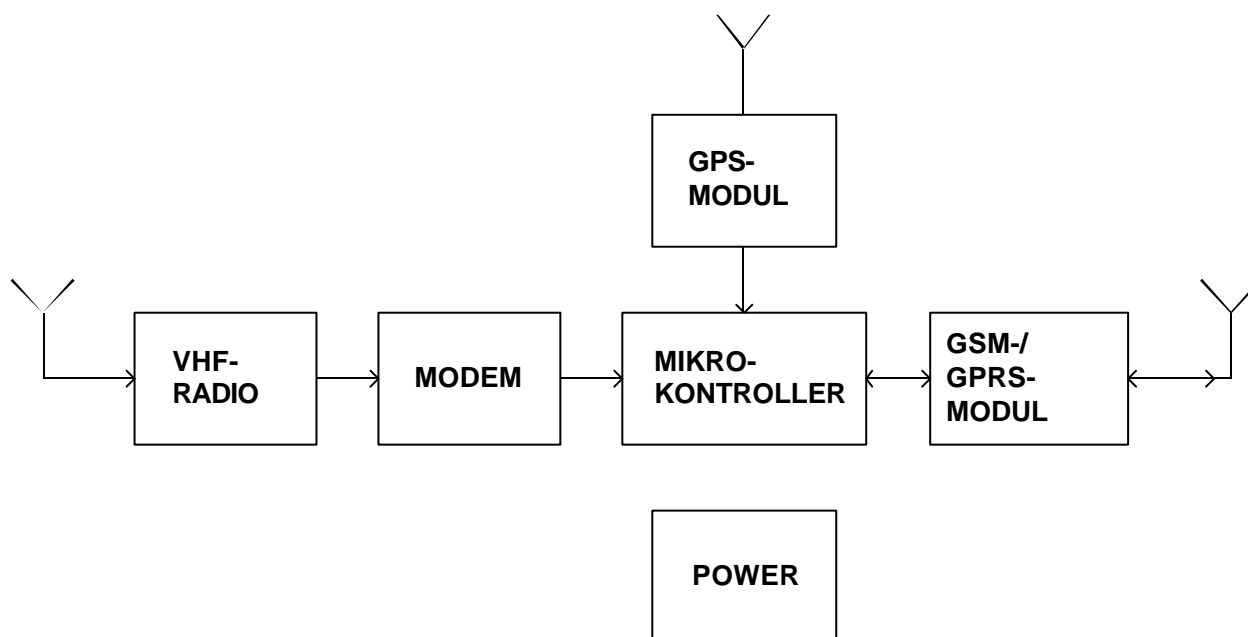 GPS-
MODUL
VHF-
RADIO
MODEM
MIKRO-
KONTROLLER
GSM-/
GPRS-
MODUL
POWER